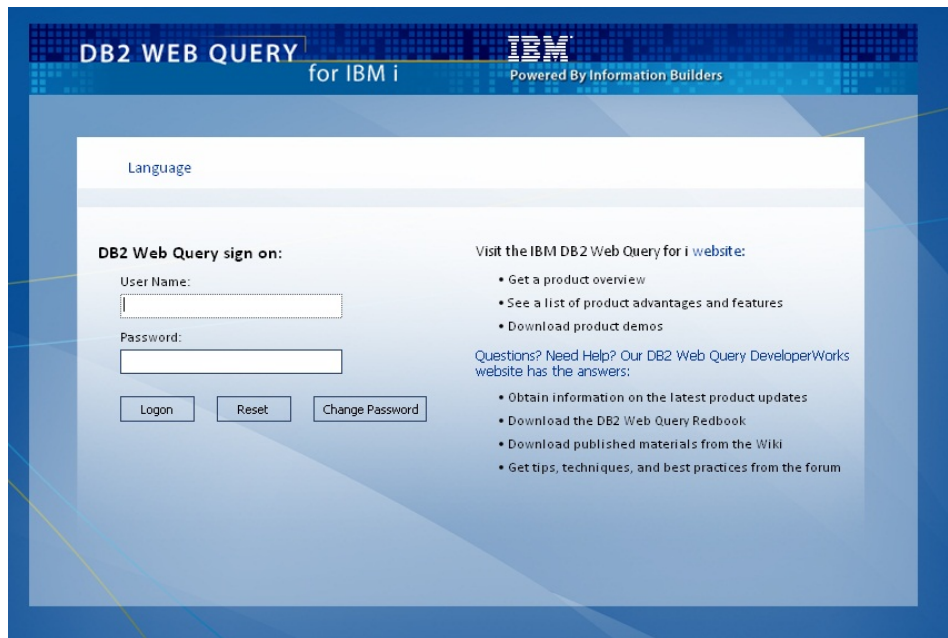 DB2 WEB QUERY
for IBM i
IBM
Powered By Information Builders
Language
DB2 Web Query sign on:
User Name:
Password:
Logon Reset Change Password
Visit the IBM DB2 Web Query for i website:
• Get a product overview
• See a list of product advantages and features
• Download product demos
Questions? Need Help? Our DB2 Web Query DeveloperWorks
website has the answers:
• Obtain information on the latest product updates
• Download the DB2 Web Query Redbook
• Download published materials from the Wiki
• Get tips, techniques, and best practices from the forum